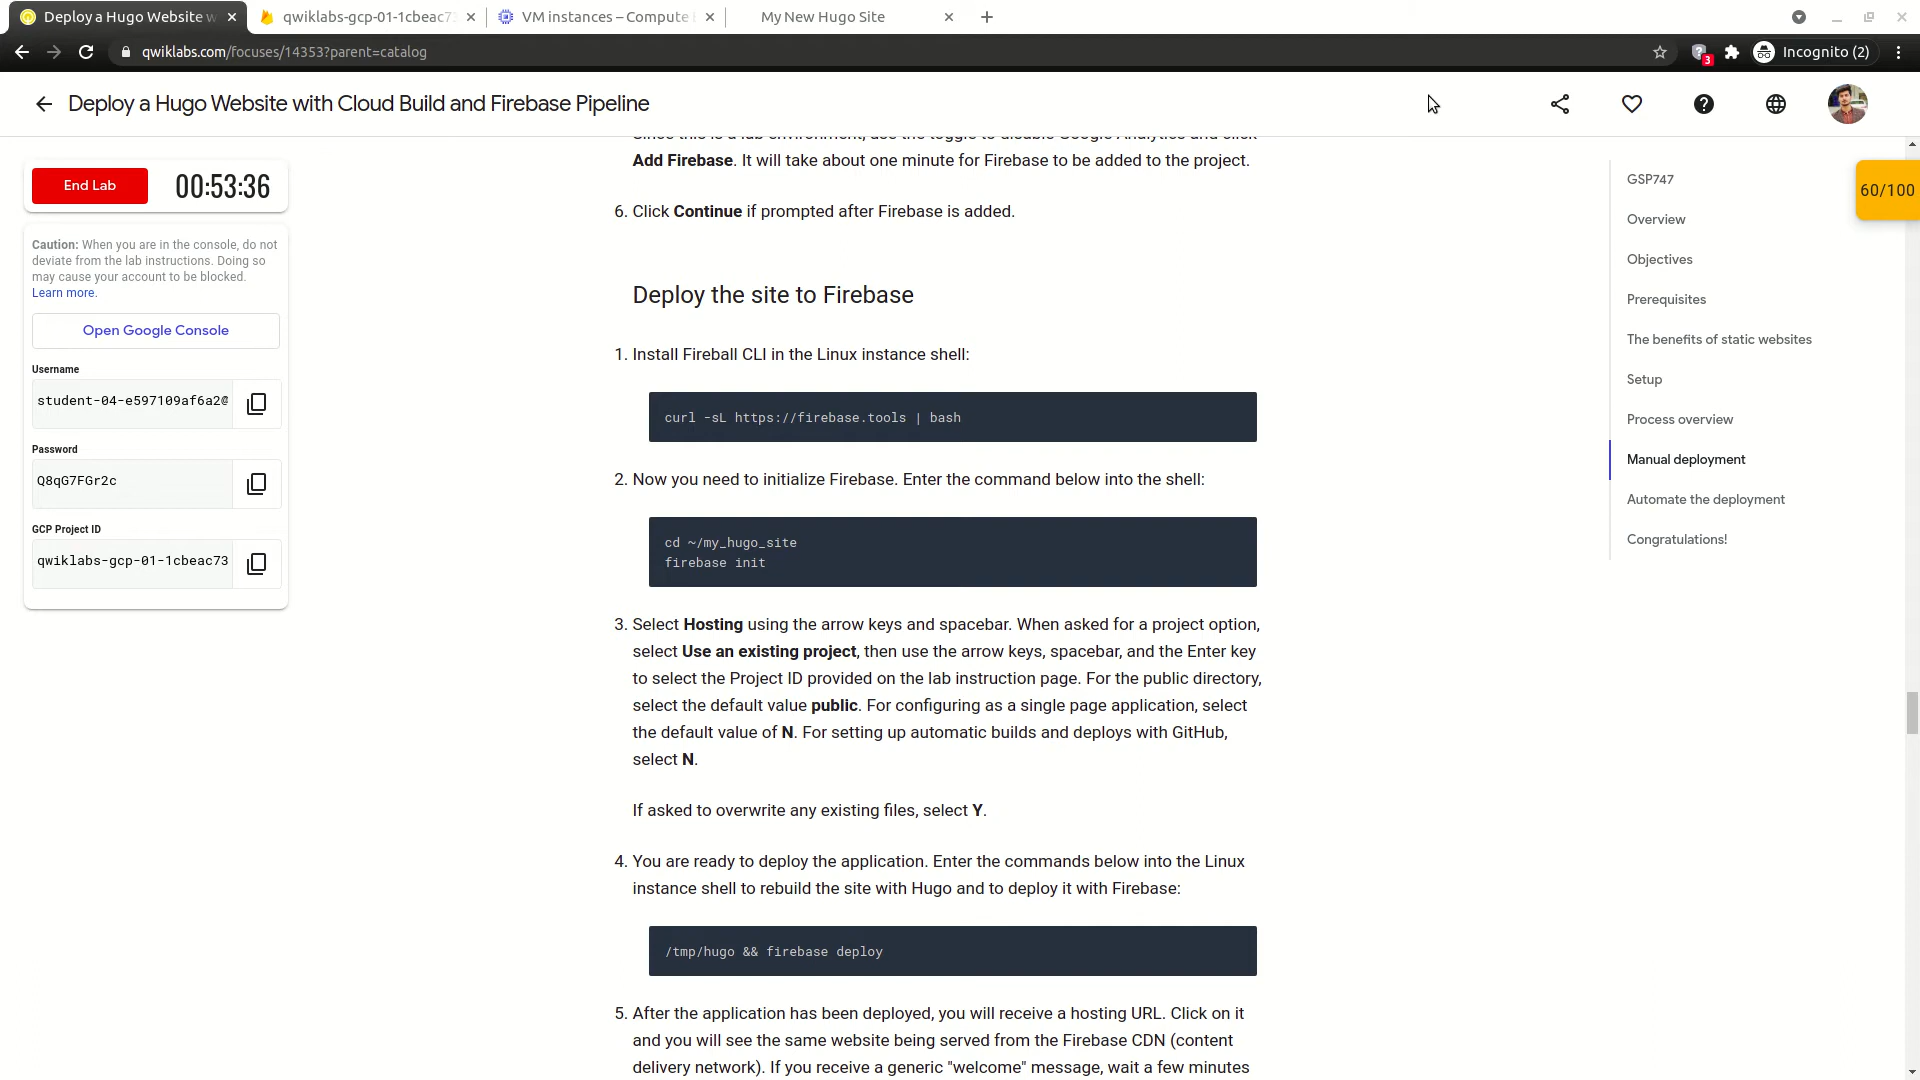 Deploy a Hugo Website w
qwiklabs-gcp-01-1cbeac73
VM instances – Compute
My New Hugo Site
qwiklabs.com/focuses/14353?parent=catalog
3
Incognito (2)
Deploy a Hugo Website with Cloud Build and Firebase Pipeline
End Lab
00:53:36
Caution: When you are in the console, do not
deviate from the lab instructions. Doing so
may cause your account to be blocked.
Learn more.
Open Google Console
Username
student-04-e597109af6a2@
Password
Q8qG7FGr2c
GCP Project ID
qwiklabs-gcp-01-1cbeac73
Since this is a lab environment, use the toggle to disable Google Analytics and click
Add Firebase. It will take about one minute for Firebase to be added to the project.
6. Click Continue if prompted after Firebase is added.
Deploy the site to Firebase
1. Install Fireball CLI in the Linux instance shell:
curl -sL https://firebase.tools | bash
2. Now you need to initialize Firebase. Enter the command below into the shell:
cd ~/my_hugo_site
firebase init
3. Select Hosting using the arrow keys and spacebar. When asked for a project option,
select Use an existing project, then use the arrow keys, spacebar, and the Enter key
to select the Project ID provided on the lab instruction page. For the public directory,
select the default value public. For configuring as a single page application, select
the default value of N. For setting up automatic builds and deploys with GitHub,
select N.
If asked to overwrite any existing files, select Y.
4. You are ready to deploy the application. Enter the commands below into the Linux
instance shell to rebuild the site with Hugo and to deploy it with Firebase:
/tmp/hugo && firebase deploy
5. After the application has been deployed, you will receive a hosting URL. Click on it
and you will see the same website being served from the Firebase CDN (content
delivery network). If you receive a generic "welcome" message, wait a few minutes
GSP747
Overview
Objectives
Prerequisites
The benefits of static websites
Setup
Process overview
Manual deployment
Automate the deployment
Congratulations!
60/100